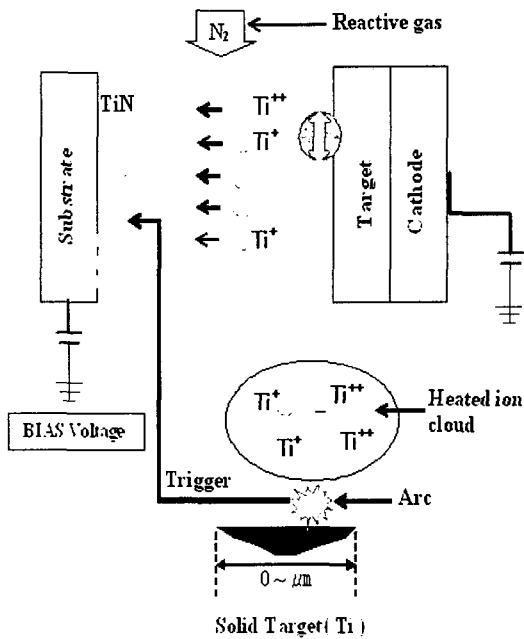 N₂
Reactive gas
TiN
Substrate
Ti⁺⁺
Ti⁺
Ti⁺
Target
Cathode
BIAS Voltage
Ti⁺
Ti⁺⁺
Ti⁺
Ti⁺⁺
Heated ion
cloud
Trigger
Arc
0 ~ μm
Solid Target( Ti )